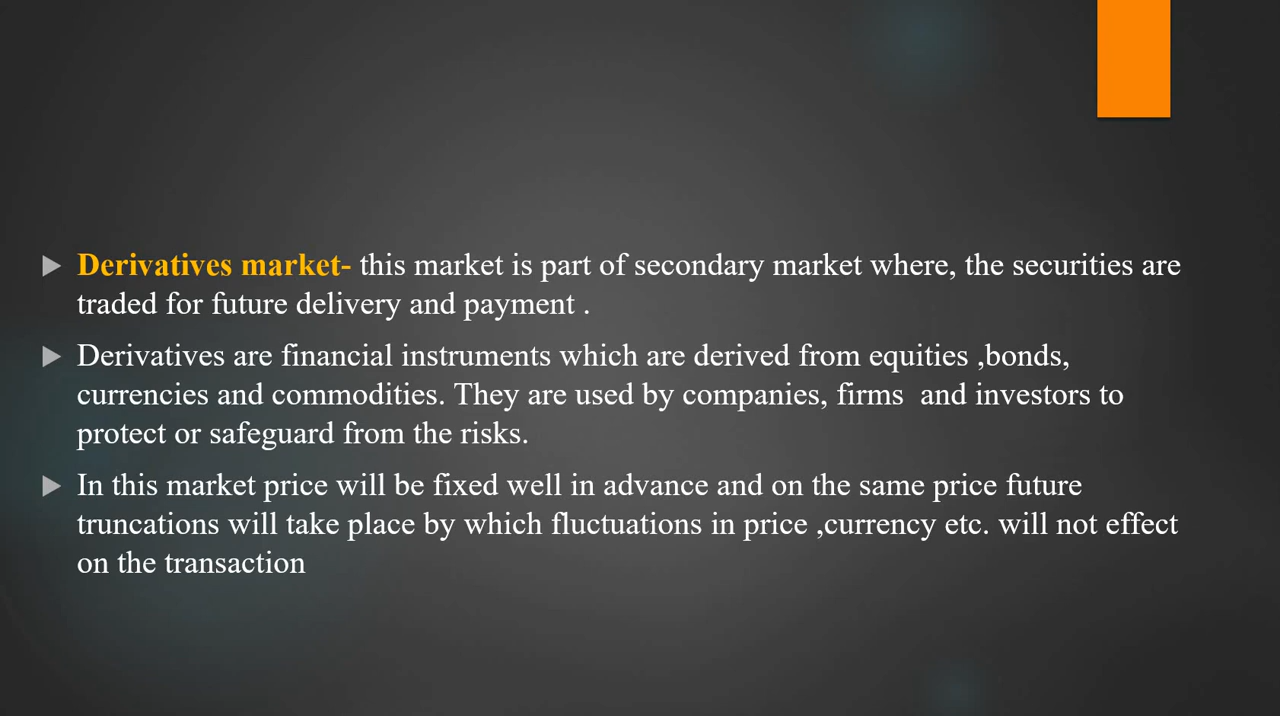 Derivatives market- this market is part of secondary market where, the securities are
traded for future delivery and payment .
Derivatives are financial instruments which are derived from equities ,bonds,
currencies and commodities. They are used by companies, firms  and investors to
protect or safeguard from the risks.
In this market price will be fixed well in advance and on the same price future
truncations will take place by which fluctuations in price ,currency etc. will not effect
on the transaction